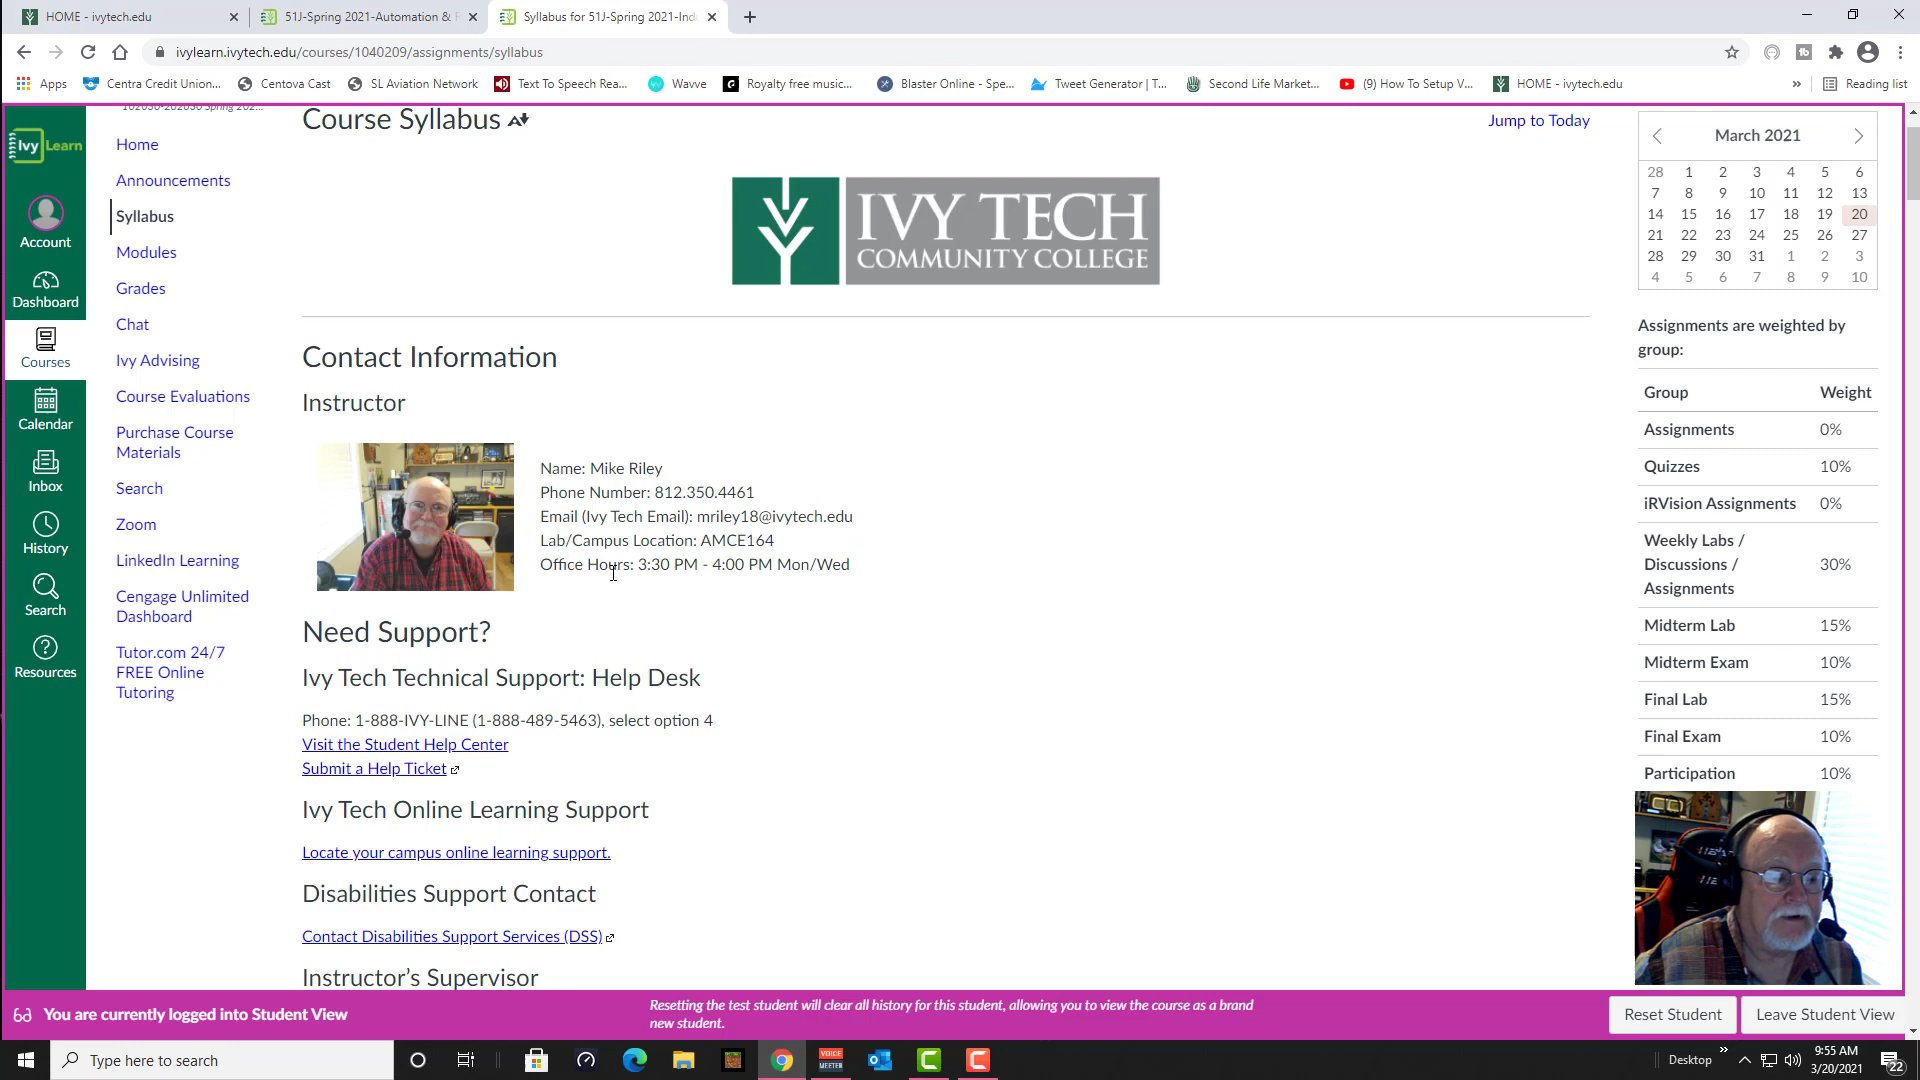 HOME - ivytech.edu
51J-Spring 2021-Automation &
Syllabus for 51J-Spring 2021-Ind
ivylearn.ivytech.edu/courses/1040209/assignments/syllabus
Apps
Centra Credit Union...
Centova Cast
SL Aviation Network
Text To Speech Rea...
Wavve
Royalty free music...
Blaster Online - Spe...
Tweet Generator | T...
Second Life Market...
(9) How To Setup V...
HOME - ivytech.edu
»
Reading list
Ivy Learn
Account
Dashboard
Courses
Calendar
Inbox
History
Search
Resources
Home
Announcements
Syllabus
Modules
Grades
Chat
Ivy Advising
Course Evaluations
Purchase Course
Materials
Search
Zoom
LinkedIn Learning
Cengage Unlimited
Dashboard
Tutor.com 24/7
FREE Online
Tutoring
Course Syllabus
Jump to Today
IVY TECH
COMMUNITY COLLEGE
Contact Information
Instructor
Name: Mike Riley
Phone Number: 812.350.4461
Email (Ivy Tech Email): mriley18@ivytech.edu
Lab/Campus Location: AMCE164
Office Hours: 3:30 PM - 4:00 PM Mon/Wed
Need Support?
Ivy Tech Technical Support: Help Desk
Phone: 1-888-IVY-LINE (1-888-489-5463), select option 4
Visit the Student Help Center
Submit a Help Ticket
Ivy Tech Online Learning Support
Locate your campus online learning support.
Disabilities Support Contact
Contact Disabilities Support Services (DSS)
Instructor's Supervisor
March 2021
28 1 2 3 4 5 6
7 8 9 10 11 12 13
14 15 16 17 18 19 20
21 22 23 24 25 26 27
28 29 30 31 1 2 3
4 5 6 7 8 9 10
Assignments are weighted by
group:
Group Weight
Assignments 0%
Quizzes 10%
iRVision Assignments 0%
Weekly Labs /
Discussions / 30%
Assignments
Midterm Lab 15%
Midterm Exam 10%
Final Lab 15%
Final Exam 10%
Participation 10%
You are currently logged into Student View
Resetting the test student will clear all history for this student, allowing you to view the course as a brand
new student.
Reset Student
Leave Student View
Type here to search
VOICE
MEETER
Desktop
»
9:55 AM
3/20/2021
22